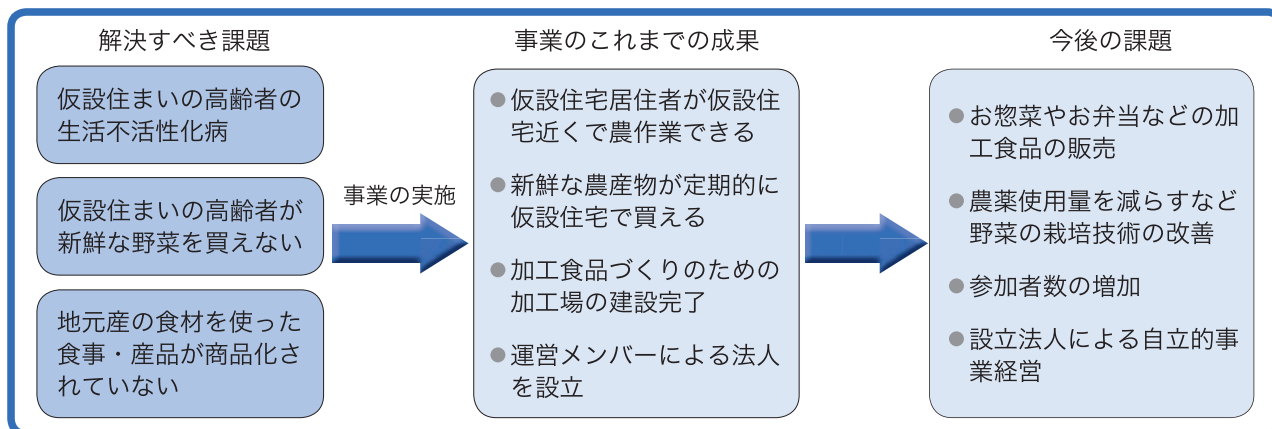 解決すべき課題
仮設住まいの高齢者の
生活不活性化病
仮設住まいの高齢者が
新鮮な野菜を買えない
地元産の食材を使った
食事・産品が商品化さ
れていない
事業の実施
事業のこれまでの成果
●仮設住宅居住者が仮設住
宅近くで農作業できる
●新鮮な農産物が定期的に
仮設住宅で買える
●加工食品づくりのための
加工場の建設完了
●運営メンバーによる法人
を設立
今後の課題
●お惣菜やお弁当などの加
工食品の販売
●農薬使用量を減らすなど
野菜の栽培技術の改善
●参加者数の増加
●設立法人による自立的事
業経営